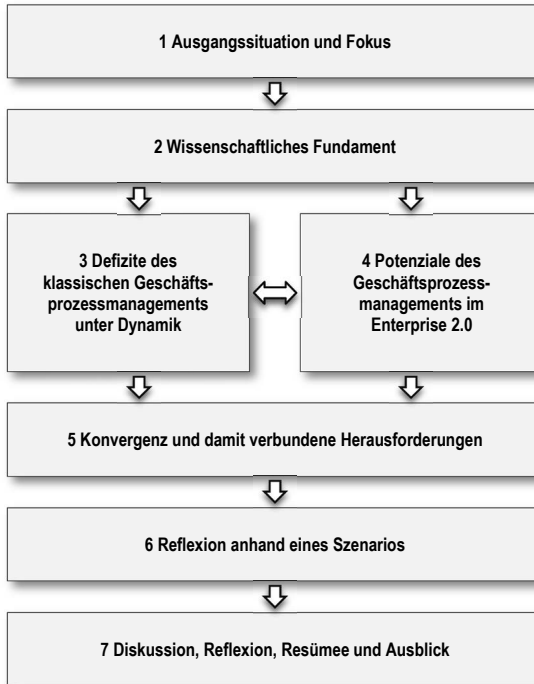 1 Ausgangssituation und Fokus
2 Wissenschaftliches Fundament
3 Defizite des
klassischen Geschäfts-
prozessmanagements
unter Dynamik
4 Potenziale des
Geschäftsprozess-
managements im
Enterprise 2.0
5 Konvergenz und damit verbundene Herausforderungen
6 Reflexion anhand eines Szenarios
7 Diskussion, Reflexion, Resümee und Ausblick